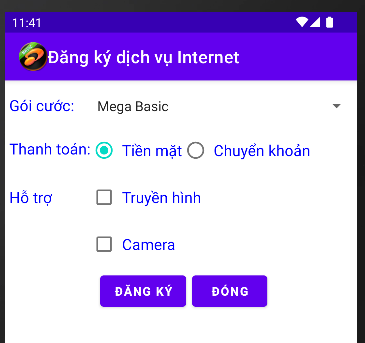 11:41
Đăng ký dịch vụ Internet
Gói cước: Mega Basic
Thanh toán: Tiền mặt Chuyển khoản
Hỗ trợ Truyền hình
Camera
ĐĂNG KÝ ĐÓNG